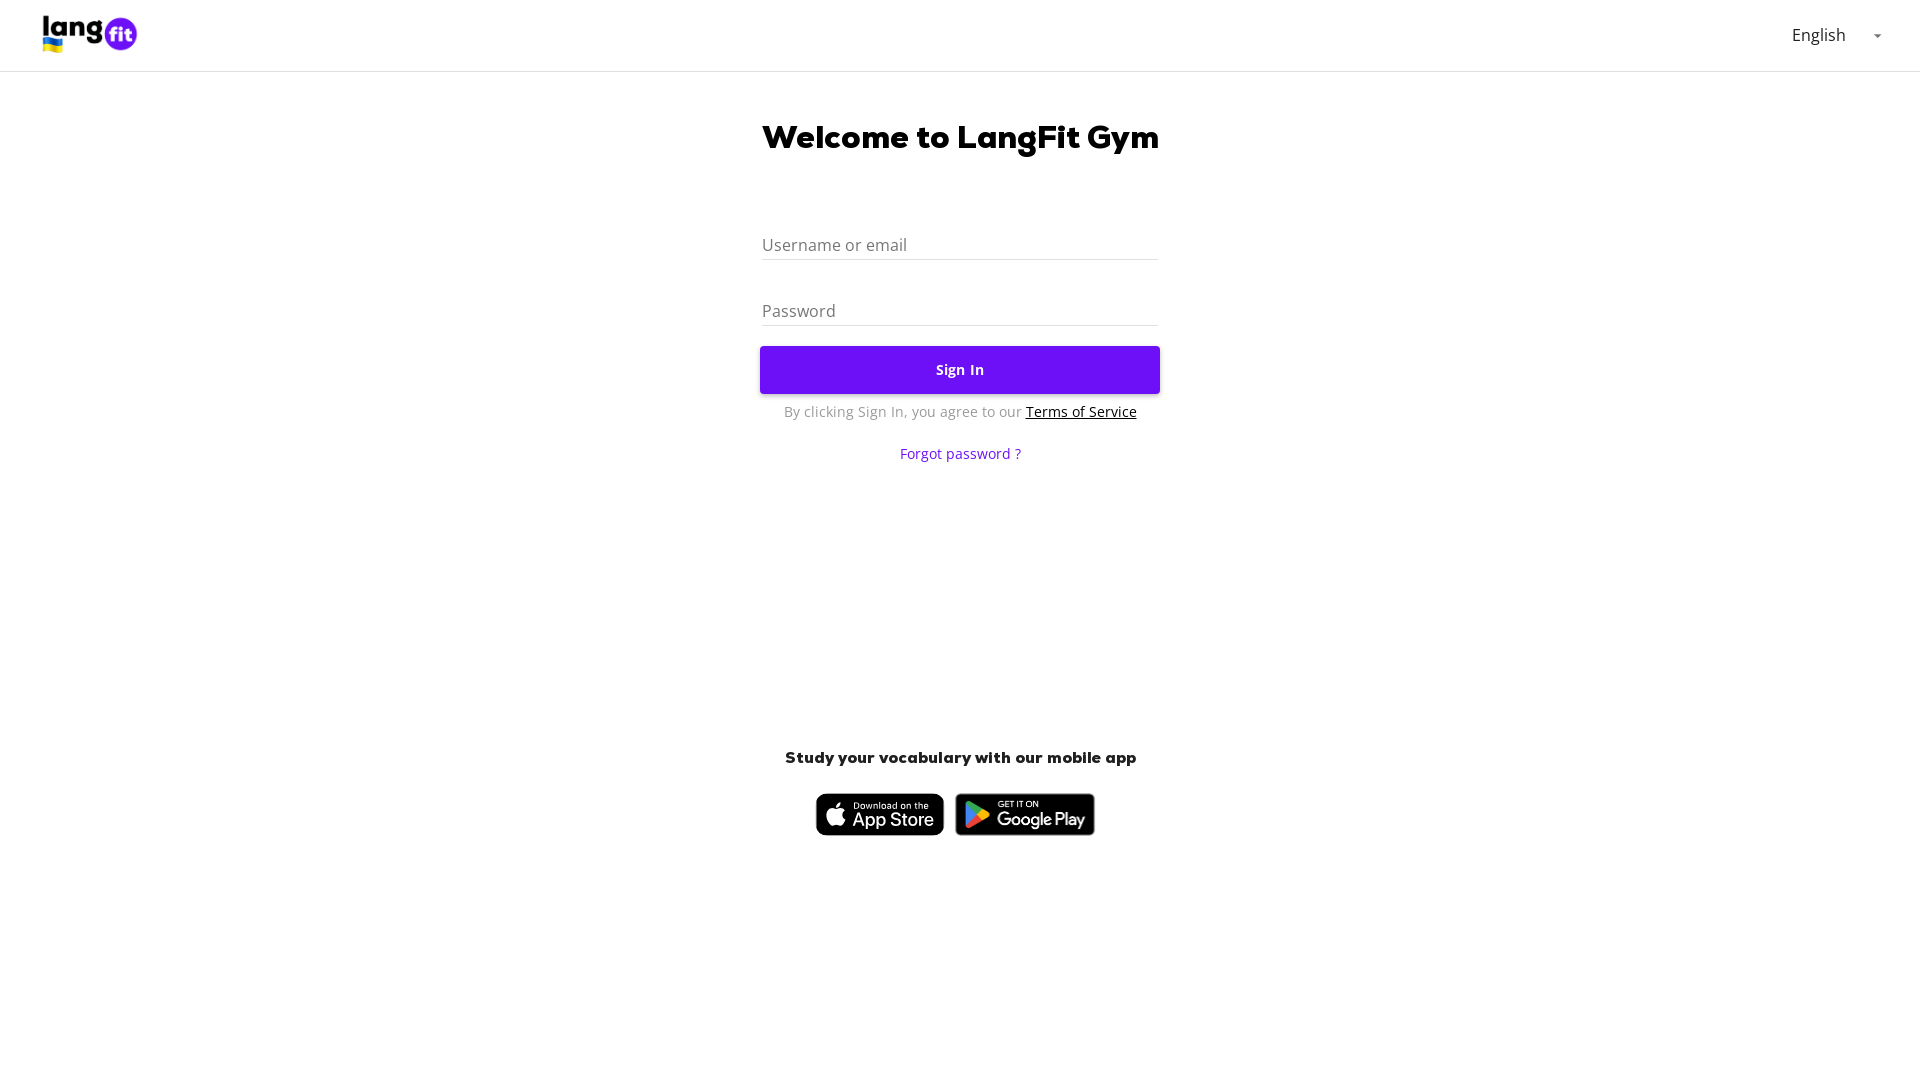 lang fit
English
Welcome to LangFit Gym
Username or email
Password
Sign In
By clicking Sign In, you agree to our Terms of Service
Forgot password ?
Study your vocabulary with our mobile app
Download on the
App Store
GET IT ON
Google Play